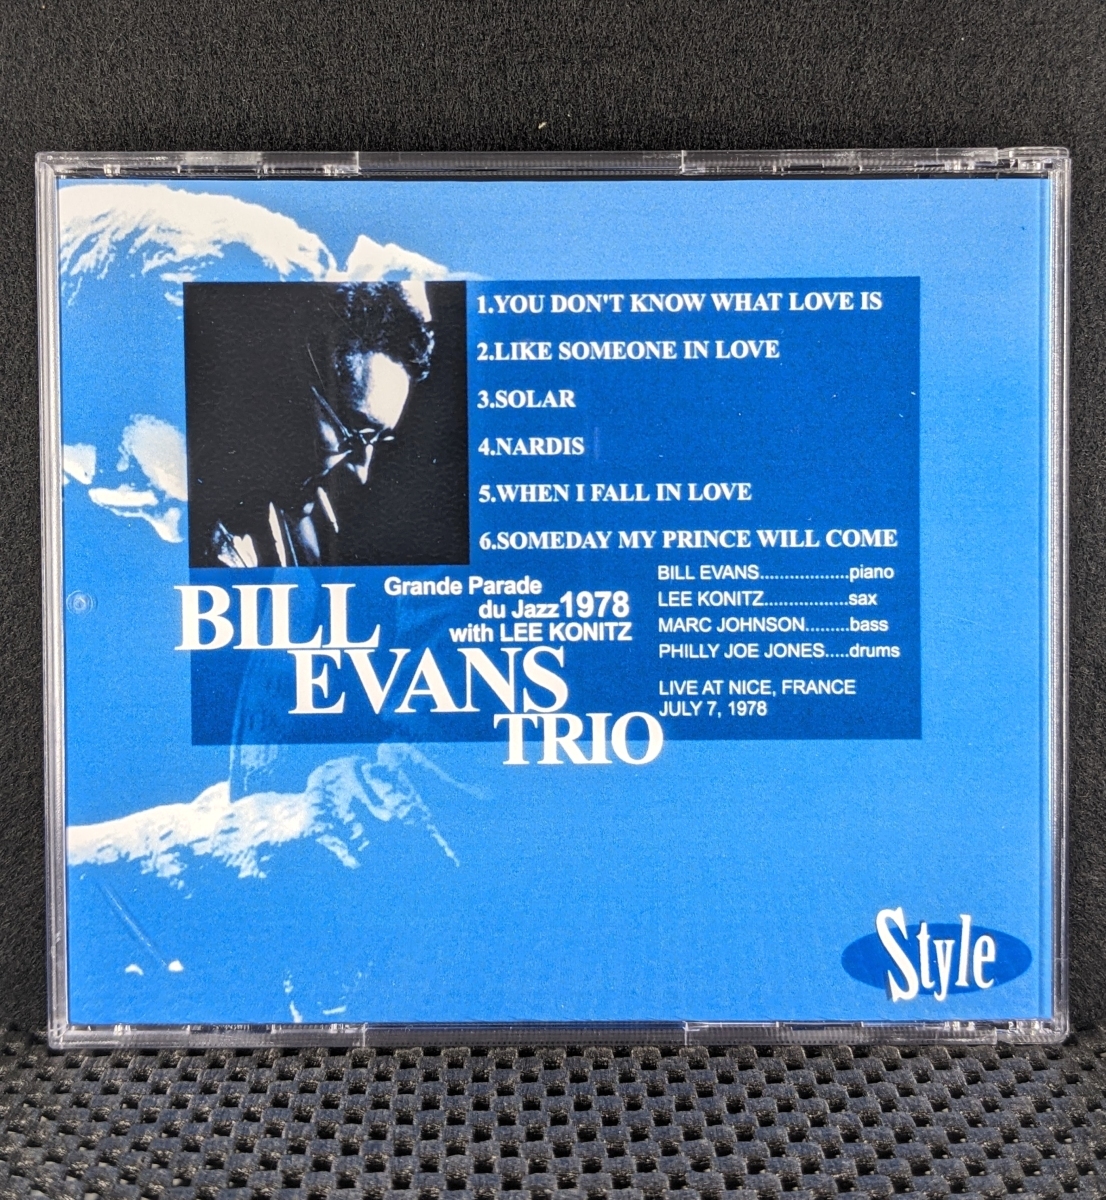 1.YOU DON'T KNOW WHAT LOVE IS
2.LIKE SOMEONE IN LOVE
3.SOLAR
4.NARDIS
5.WHEN I FALL IN LOVE
6.SOMEDAY MY PRINCE WILL COME
BILL EVANS..................piano
LEE KONITZ.................sax
MARC JOHNSON.........bass
PHILLY JOE JONES.....drums
LIVE AT NICE, FRANCE
JULY 7, 1978
Grande Parade
du Jazz1978
with LEE KONITZ
BILL
EVANS
TRIO
Style